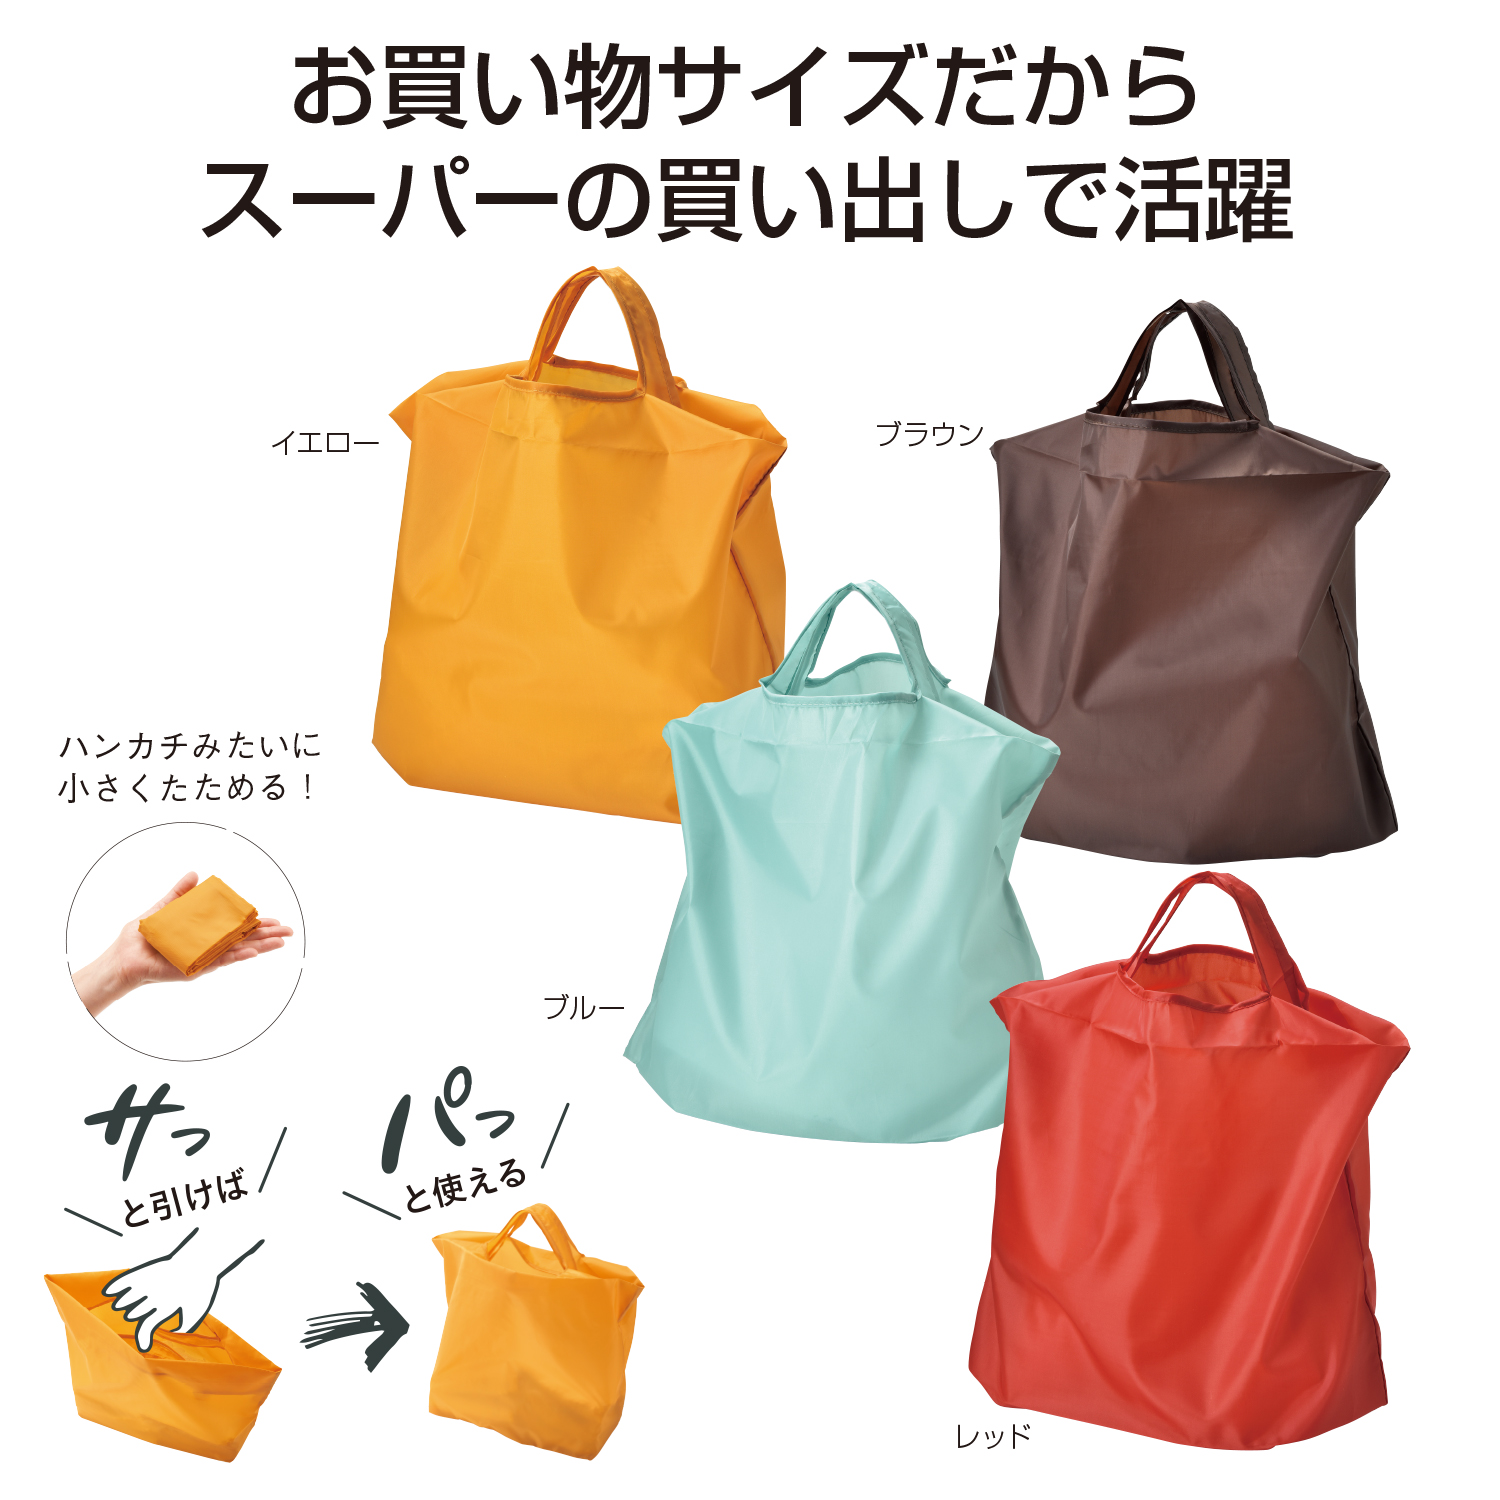 お買い物サイズだから
スーパーの買い出しで活躍
イエロー
ブラウン
ハンカチみたいに
小さくたためる！
ブルー
サッ
と引けば
パッ
と使える
レッド